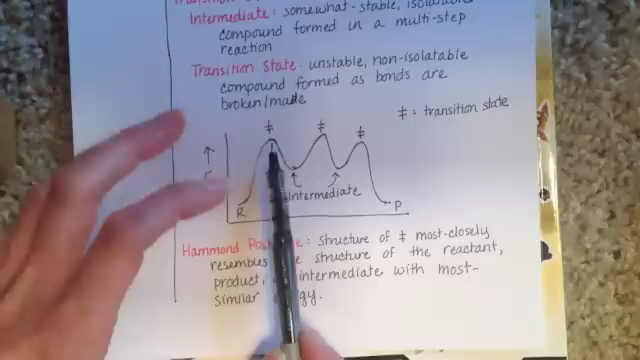 Intermediate: somewhat-stable, isolatable
compound formed in a multi-step
reaction
Transition State: unstable, non-isolatable
compound formed as bonds are
broken/made
‡ = transition state
‡ ‡ ‡
↑
Intermediate
R P
Hammond : structure of ‡ most-closely
resembles structure of the reactant,
product, intermediate with most-
similar